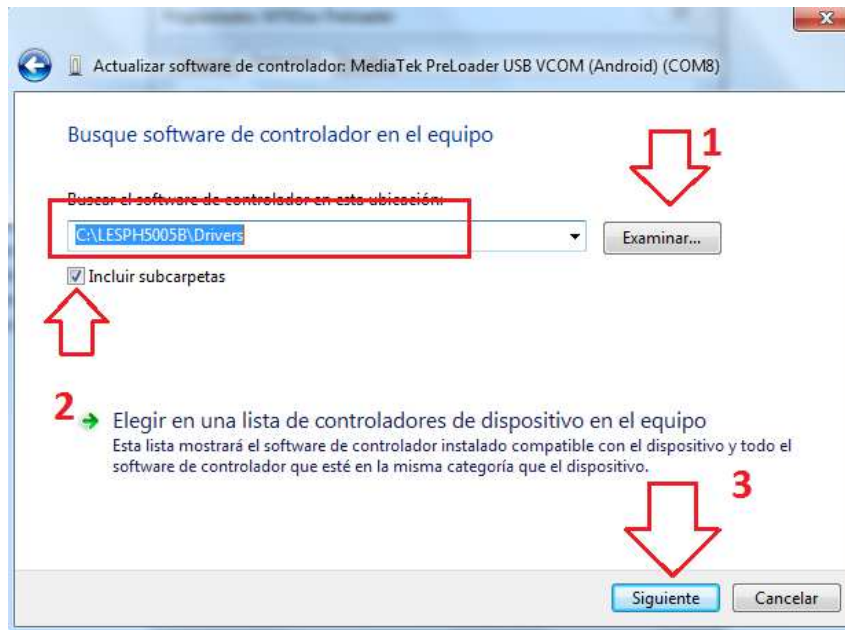 Actualizar software de controlador: MediaTek PreLoader USB VCOM (Android) (COM8)
Busque software de controlador en el equipo
1
Buscar el software de controlador en esta ubicación:
C:\LESPH5005B\Drivers
Examinar...
Incluir subcarpetas
2
Elegir en una lista de controladores de dispositivo en el equipo
Esta lista mostrará el software de controlador instalado compatible con el dispositivo y todo el
software de controlador que esté en la misma categoría que el dispositivo.
3
Siguiente Cancelar